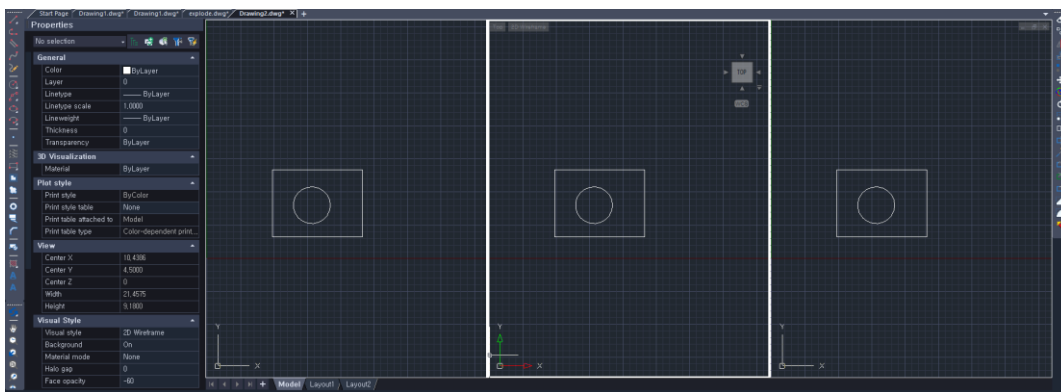 Start Page Drawing1.dwg* Drawing1.dwg* explode.dwg* Drawing2.dwg*
Properties
No selection
General
Color ByLayer
Layer 0
Linetype ByLayer
Linetype scale 1,0000
Lineweight ByLayer
Thickness 0
Transparency ByLayer
3D Visualization
Material ByLayer
Plot style
Print style ByColor
Print style table None
Print table attached to Model
Print table type Color-dependent print...
View
Center X 10,4386
Center Y 4,5000
Center Z 0
Width 21,4575
Height 9,1800
Visual Style
Visual style 2D Wireframe
Background On
Material mode None
Halo gap 0
Face opacity -60
TOP
Y
X
Y
X
Y
X
Model Layout1 Layout2